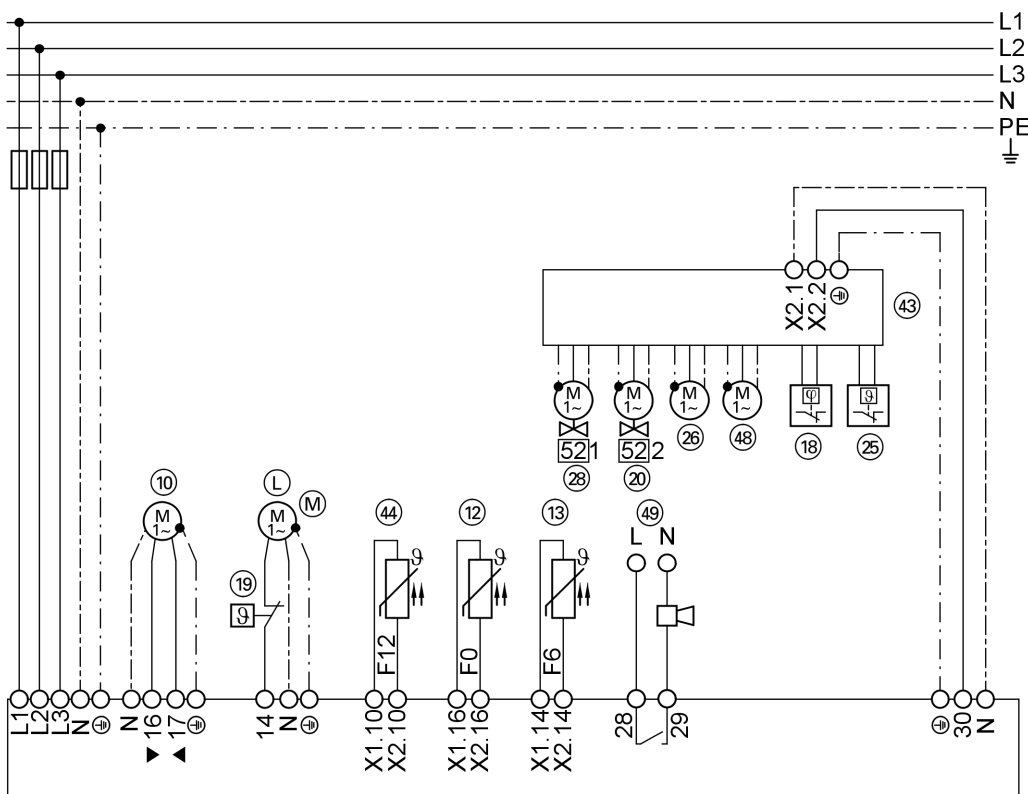 L1
L2
L3
N
PE
X2.1
X2.2
43
M
1~
M
1~
M
1~
M
1~
φ
ϑ
52 1
52 2
26
48
18
25
28
20
10
L
M
44
12
13
49
M
1~
M
1~
L
N
ϑ
ϑ
ϑ
19
ϑ
F12
F0
F6
L1
L2
L3
N
N
16
17
14
N
X1.10
X2.10
X1.16
X2.16
X1.14
X2.14
28
29
30
N